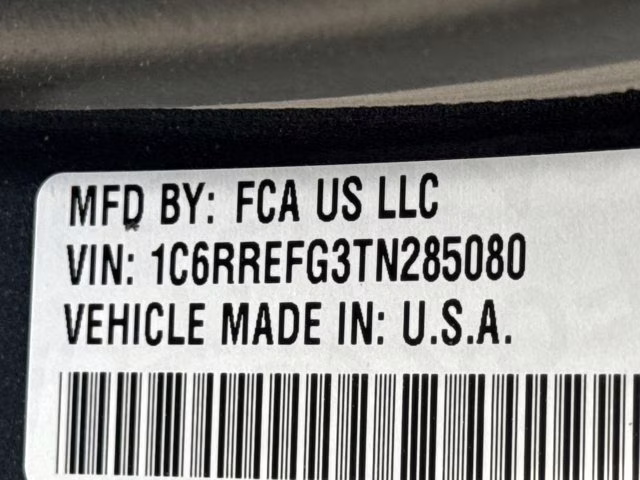 MFD BY: FCA US LLC
VIN: 1C6RREFG3TN285080
VEHICLE MADE IN: U.S.A.